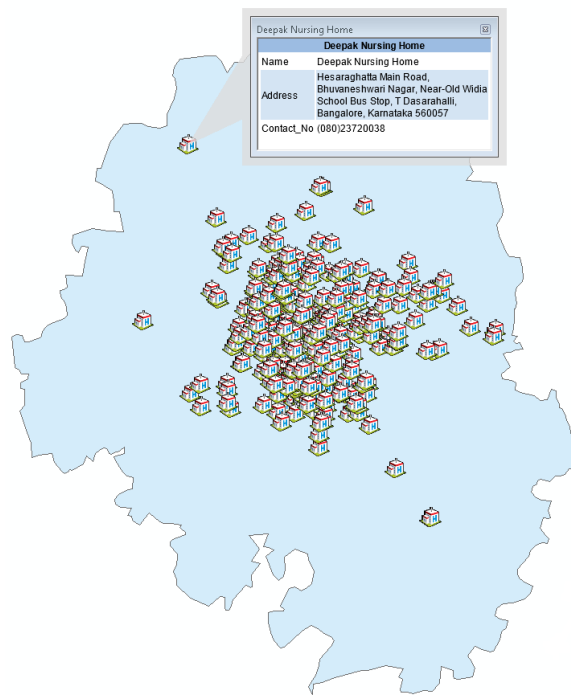 Deepak Nursing Home
Deepak Nursing Home
Name Deepak Nursing Home
Address Hesaraghatta Main Road,
Bhuvaneshwari Nagar, Near-Old Widia
School Bus Stop, T Dasarahalli,
Bangalore, Karnataka 560057
Contact_No (080)23720038